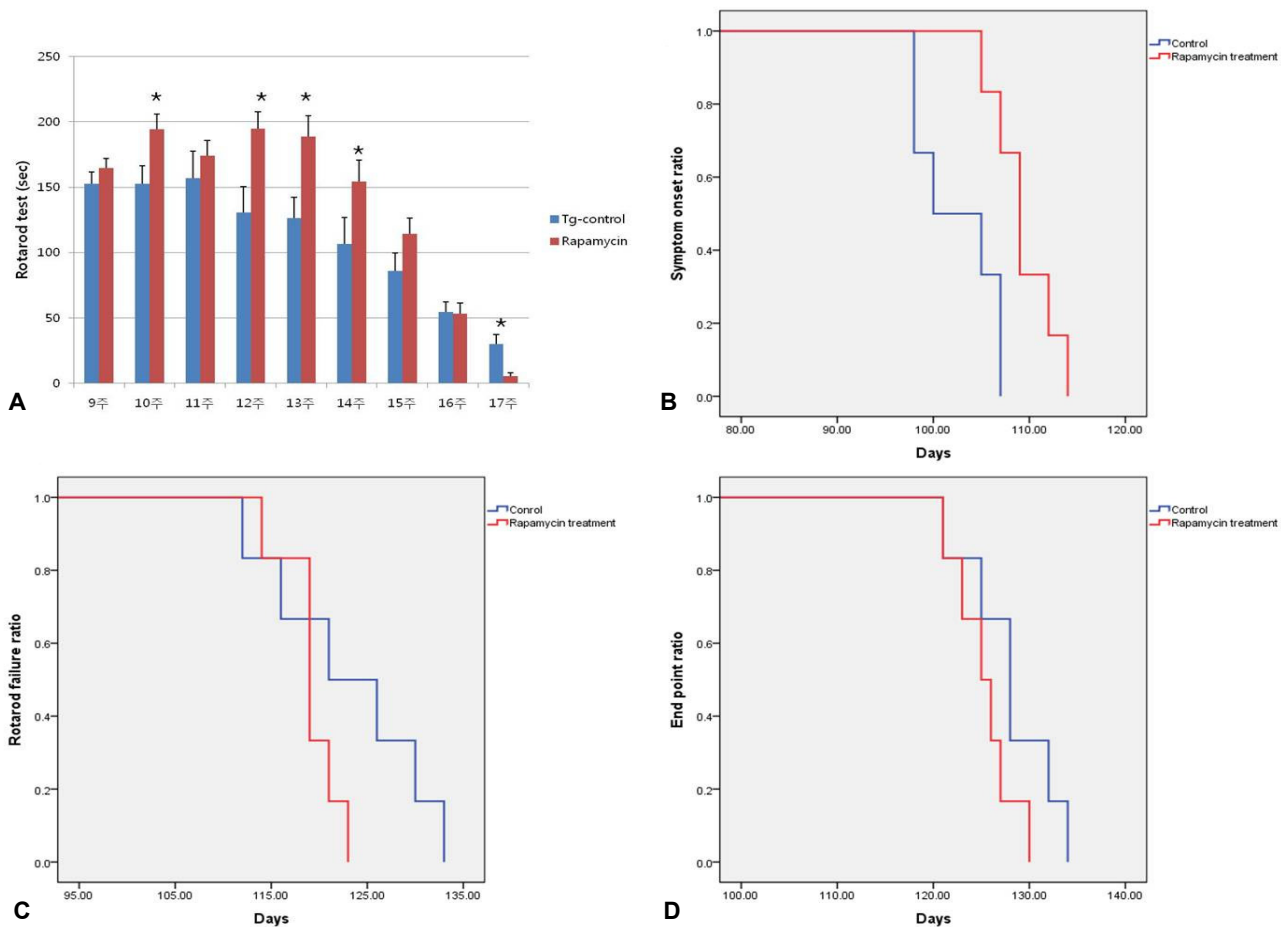 250
200
150
100
50
0
Rotarod test (sec)
*
*
*
*
*
9주
10주
11주
12주
13주
14주
15주
16주
17주
Tg-control
Rapamycin
A
1.0
0.8
0.6
0.4
0.2
0.0
Symptom onset ratio
80.00
90.00
100.00
110.00
120.00
Days
Control
Rapamycin treatment
B
1.0
0.8
0.6
0.4
0.2
0.0
Rotarod failure ratio
95.00
105.00
115.00
125.00
135.00
Days
Conrol
Rapamycin treatment
C
1.0
0.8
0.6
0.4
0.2
0.0
End point ratio
100.00
110.00
120.00
130.00
140.00
Days
Control
Rapamycin treatment
D